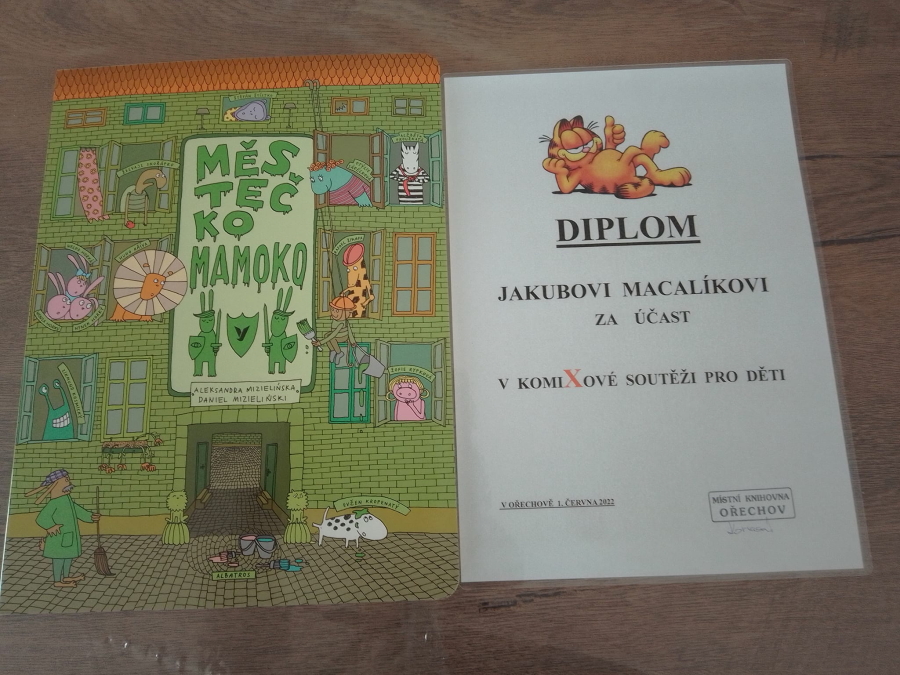 MĚS
TEČ
KO
MAMOKO
ALEKSANDRA MIZIELIŃSKA
DANIEL MIZIELIŃSKI
ALBATROS
DIPLOM
JAKUBOVI MACALÍKOVI
ZA ÚČAST
V KOMIXOVÉ SOUTĚŽI PRO DĚTI
V OŘECHOVĚ 1. ČERVNA 2022
MÍSTNÍ KNIHOVNA
OŘECHOV